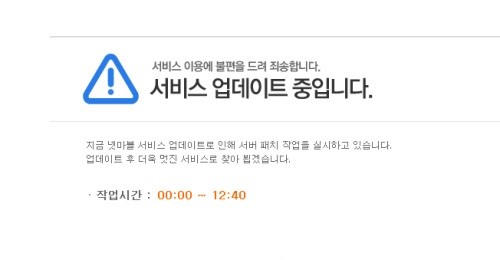 서비스 이용에 불편을 드려 죄송합니다.
서비스 업데이트 중입니다.
지금 넷마블 서비스 업데이트로 인해 서버 패치 작업을 실시하고 있습니다.
업데이트 후 더욱 멋진 서비스로 찾아 뵙겠습니다.
· 작업시간 : 00:00 ~ 12:40